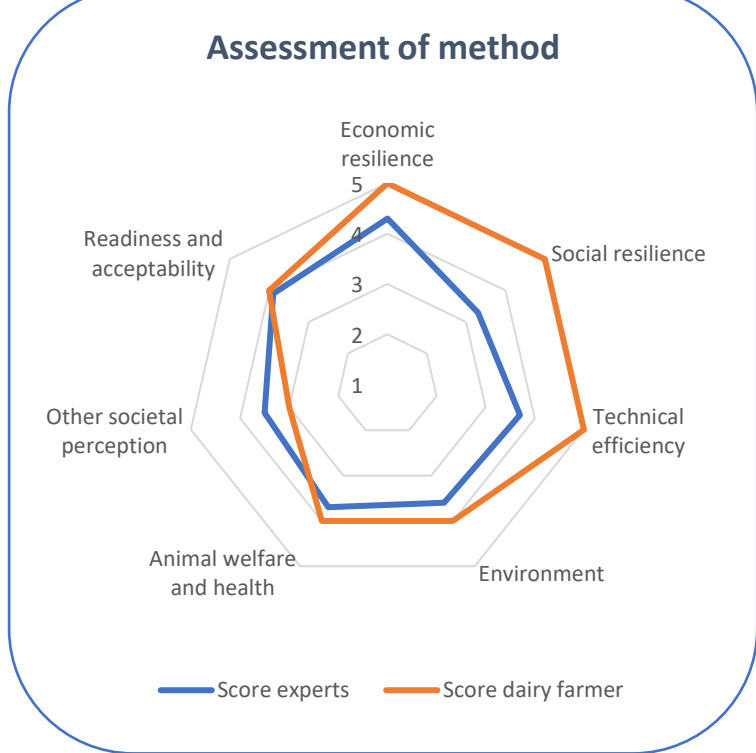 Assessment of method
Economic
resilience
5
4
3
2
1
Readiness and
acceptability
Social resilience
Other societal
perception
Technical
efficiency
Animal welfare
and health
Environment
Score experts
Score dairy farmer